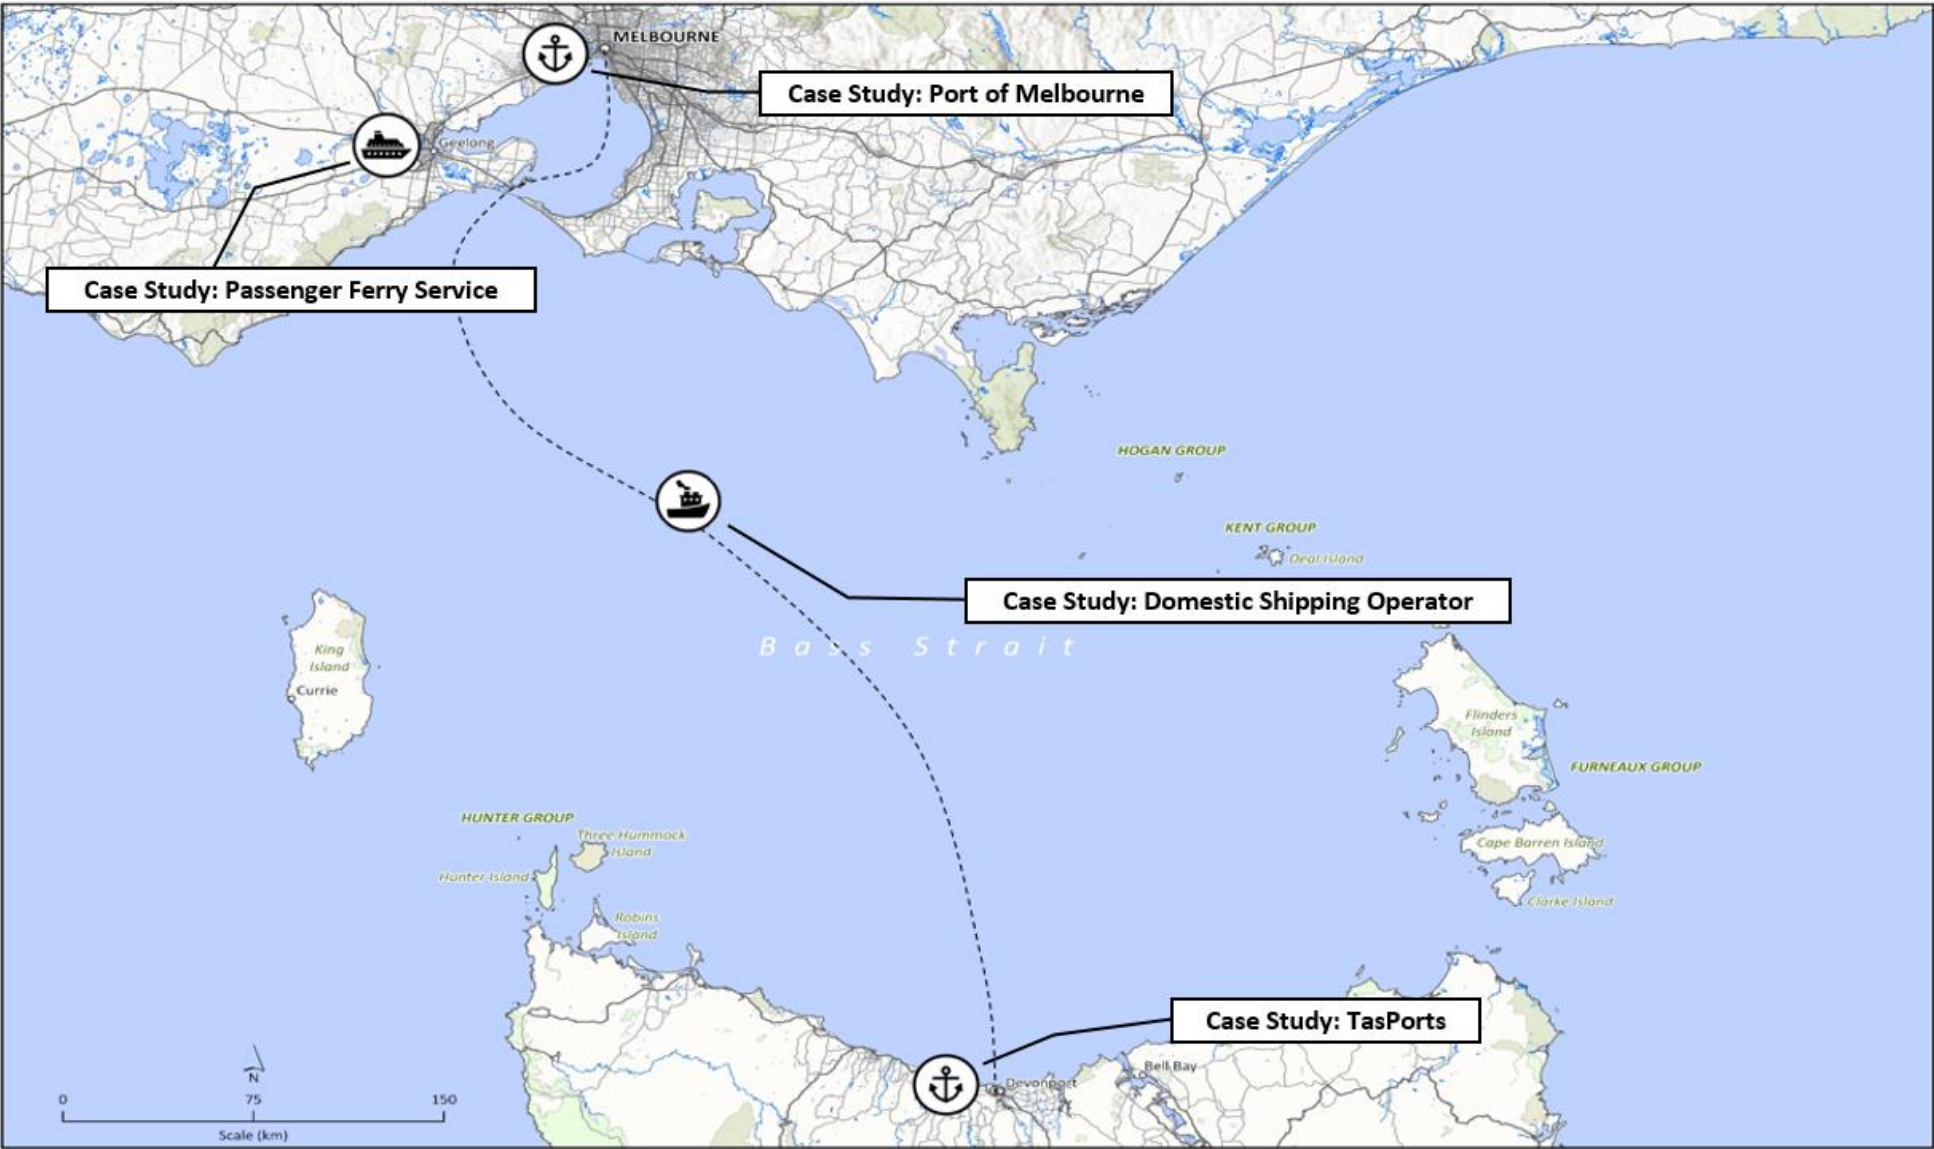 MELBOURNE
Case Study: Port of Melbourne
Geelong
Case Study: Passenger Ferry Service
HOGAN GROUP
KENT GROUP
Deal Island
Case Study: Domestic Shipping Operator
Bass Strait
King
Island
Currie
Flinders
Island
FURNEAUX GROUP
HUNTER GROUP
Three Hummock
Island
Cape Barren Island
Hunter Island
Clarke Island
Robins
Island
Case Study: TasPorts
Bell Bay
Devonport
N
0 75 150
Scale (km)